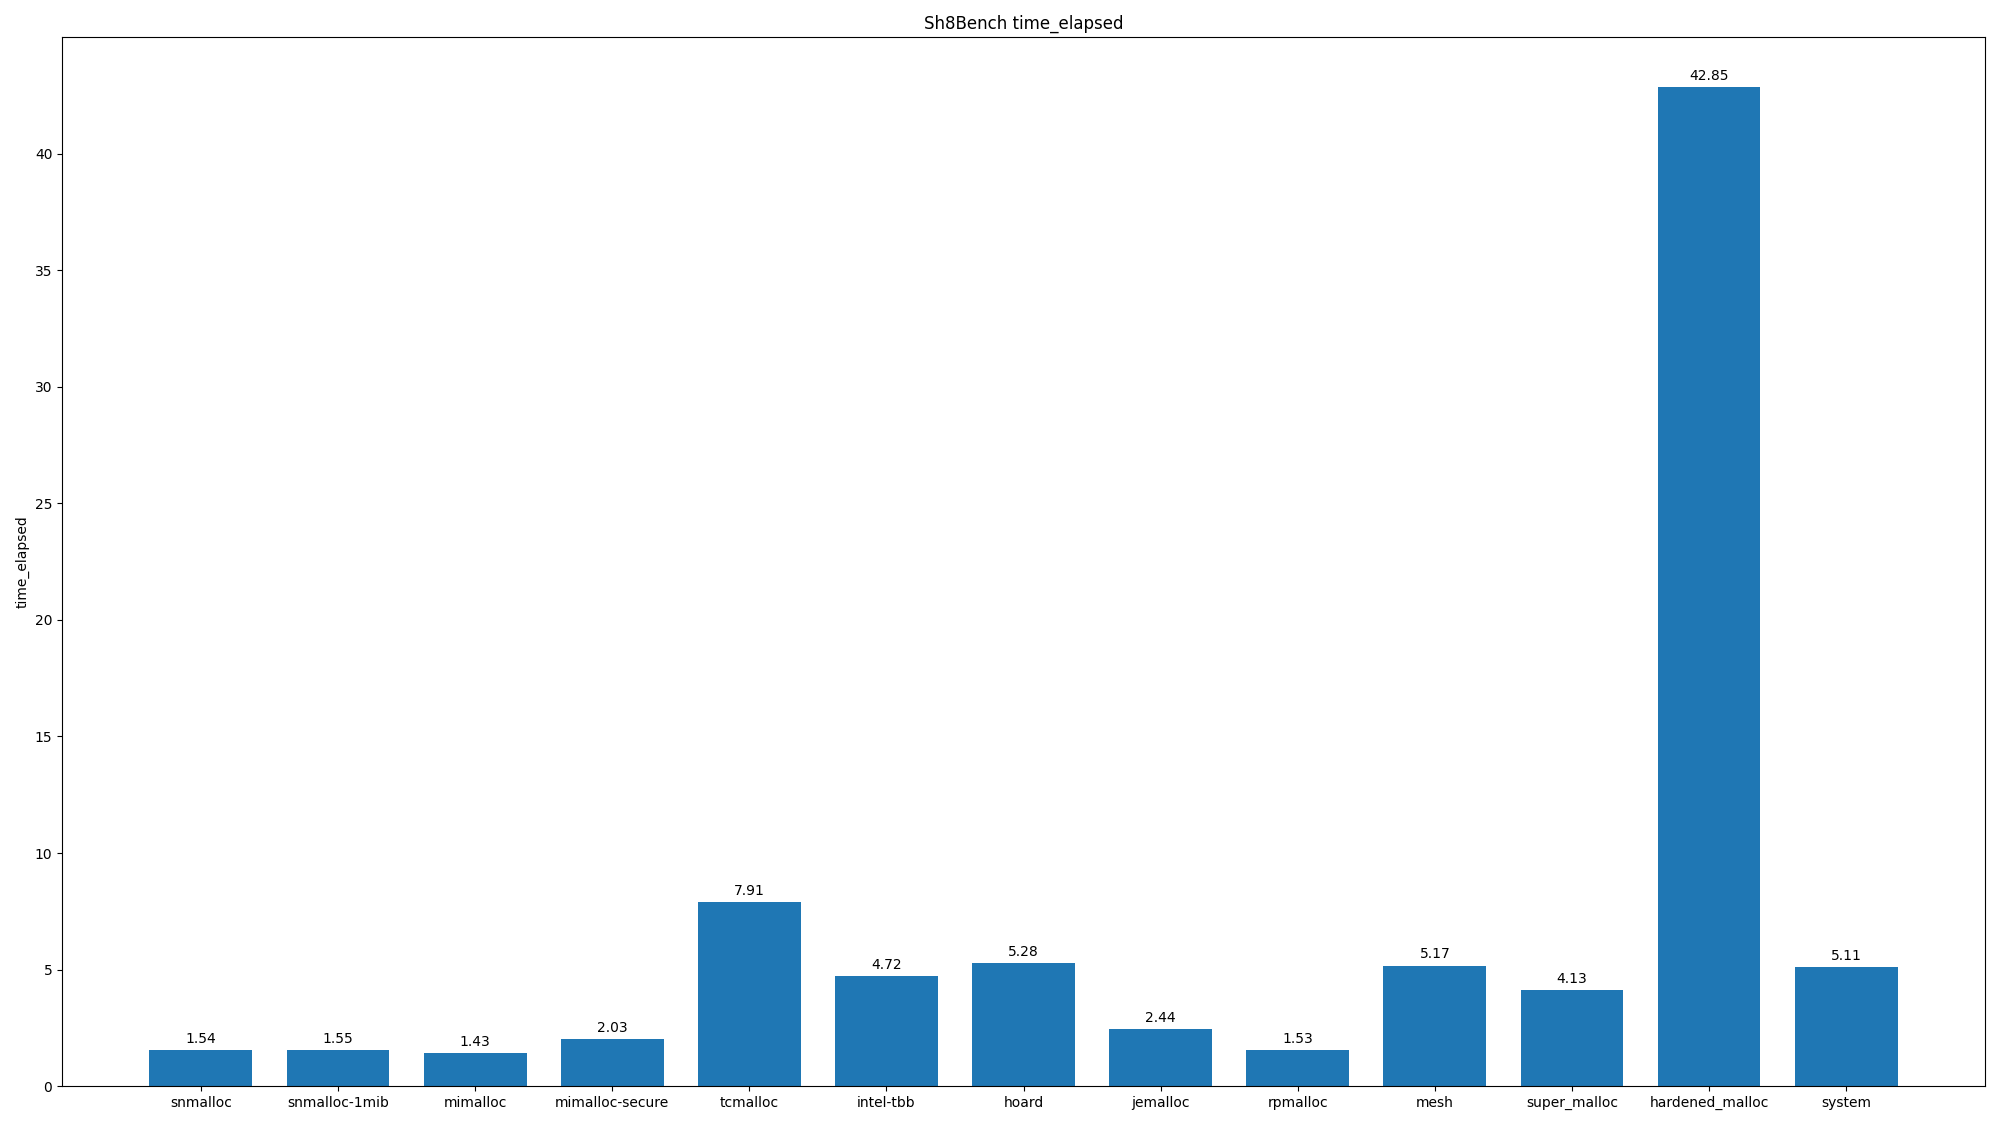 Sh8Bench time_elapsed
time_elapsed
40
35
30
25
20
15
10
5
0
1.54
1.55
1.43
2.03
7.91
4.72
5.28
2.44
1.53
5.17
4.13
42.85
5.11
snmalloc
snmalloc-1mib
mimalloc
mimalloc-secure
tcmalloc
intel-tbb
hoard
jemalloc
rpmalloc
mesh
super_malloc
hardened_malloc
system